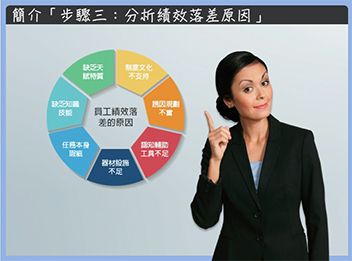 簡介「步驟三：分析績效落差原因」
員工績效落
差的原因
制度文化
不支持
誘因規劃
不當
認知輔助
工具不足
器材設施
不足
任務本身
瑕疵
缺乏知識
技能
缺乏天
賦特質